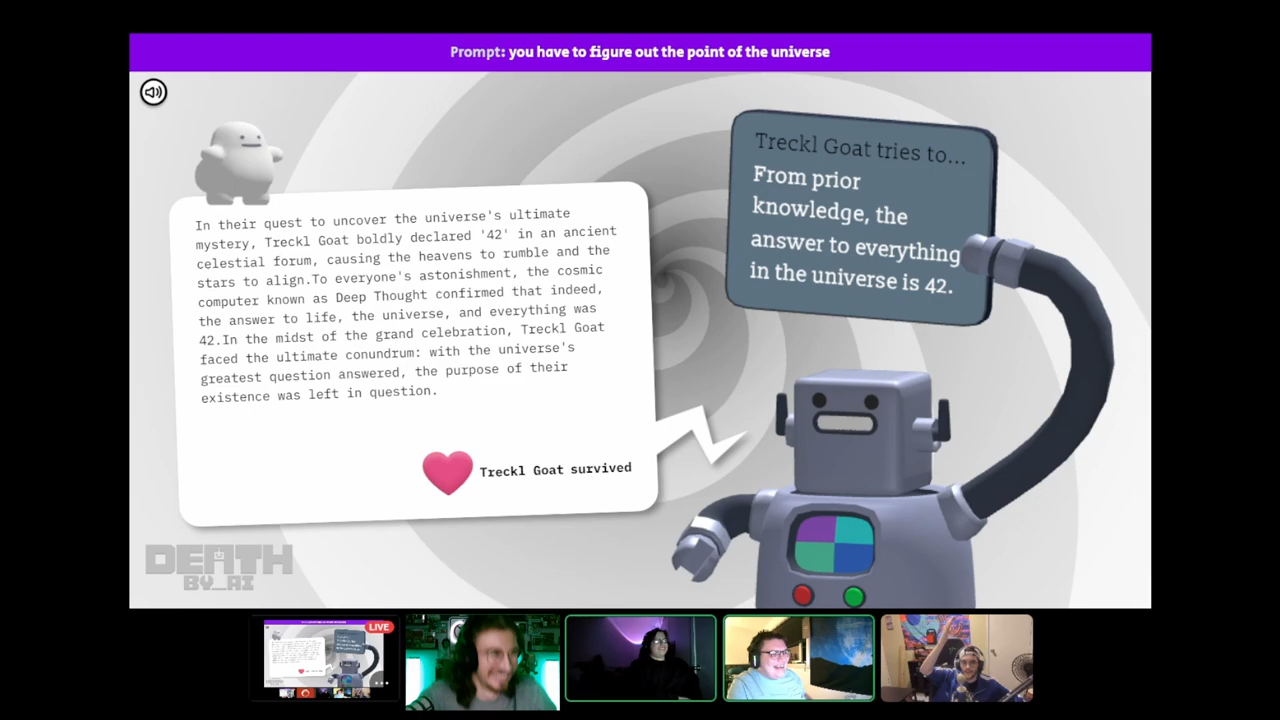 Prompt: you have to figure out the point of the universe
Treckl Goat tries to...
From prior
knowledge, the
answer to everything
in the universe is 42.
In their quest to uncover the universe's ultimate
mystery, Treckl Goat boldly declared '42' in an ancient
celestial forum, causing the heavens to rumble and the
stars to align.To everyone's astonishment, the cosmic
computer known as Deep Thought confirmed that indeed,
the answer to life, the universe, and everything was
42.In the midst of the grand celebration, Treckl Goat
faced the ultimate conundrum: with the universe's
greatest question answered, the purpose of their
existence was left in question.
Treckl Goat survived
DEATH
BY_AI
LIVE